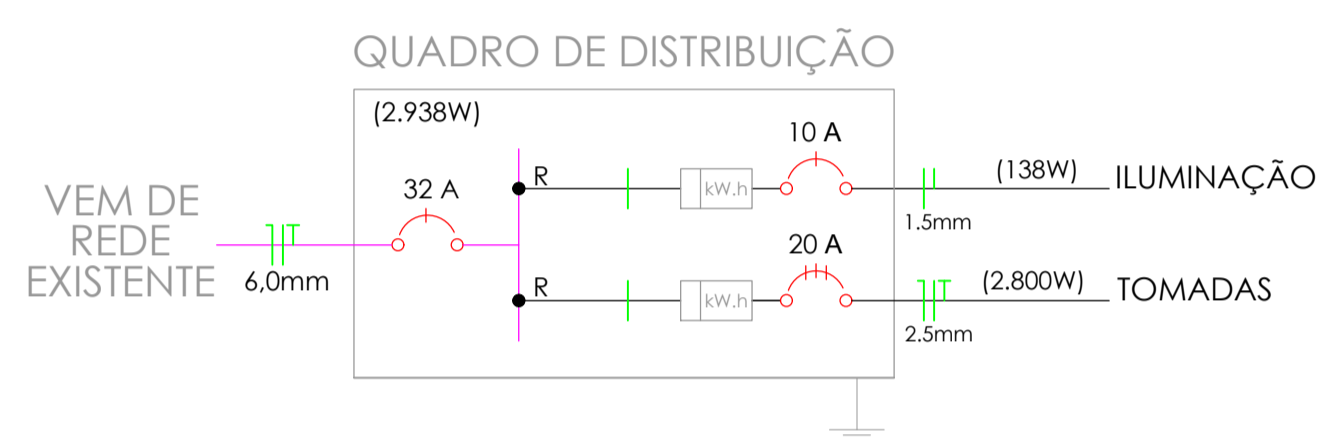 QUADRO DE DISTRIBUIÇÃO
(2.938W)
VEM DE
REDE
EXISTENTE
6,0mm
32 A
R
kW.h
10 A
1.5mm
(138W)
ILUMINAÇÃO
R
kW.h
20 A
2.5mm
(2.800W)
TOMADAS